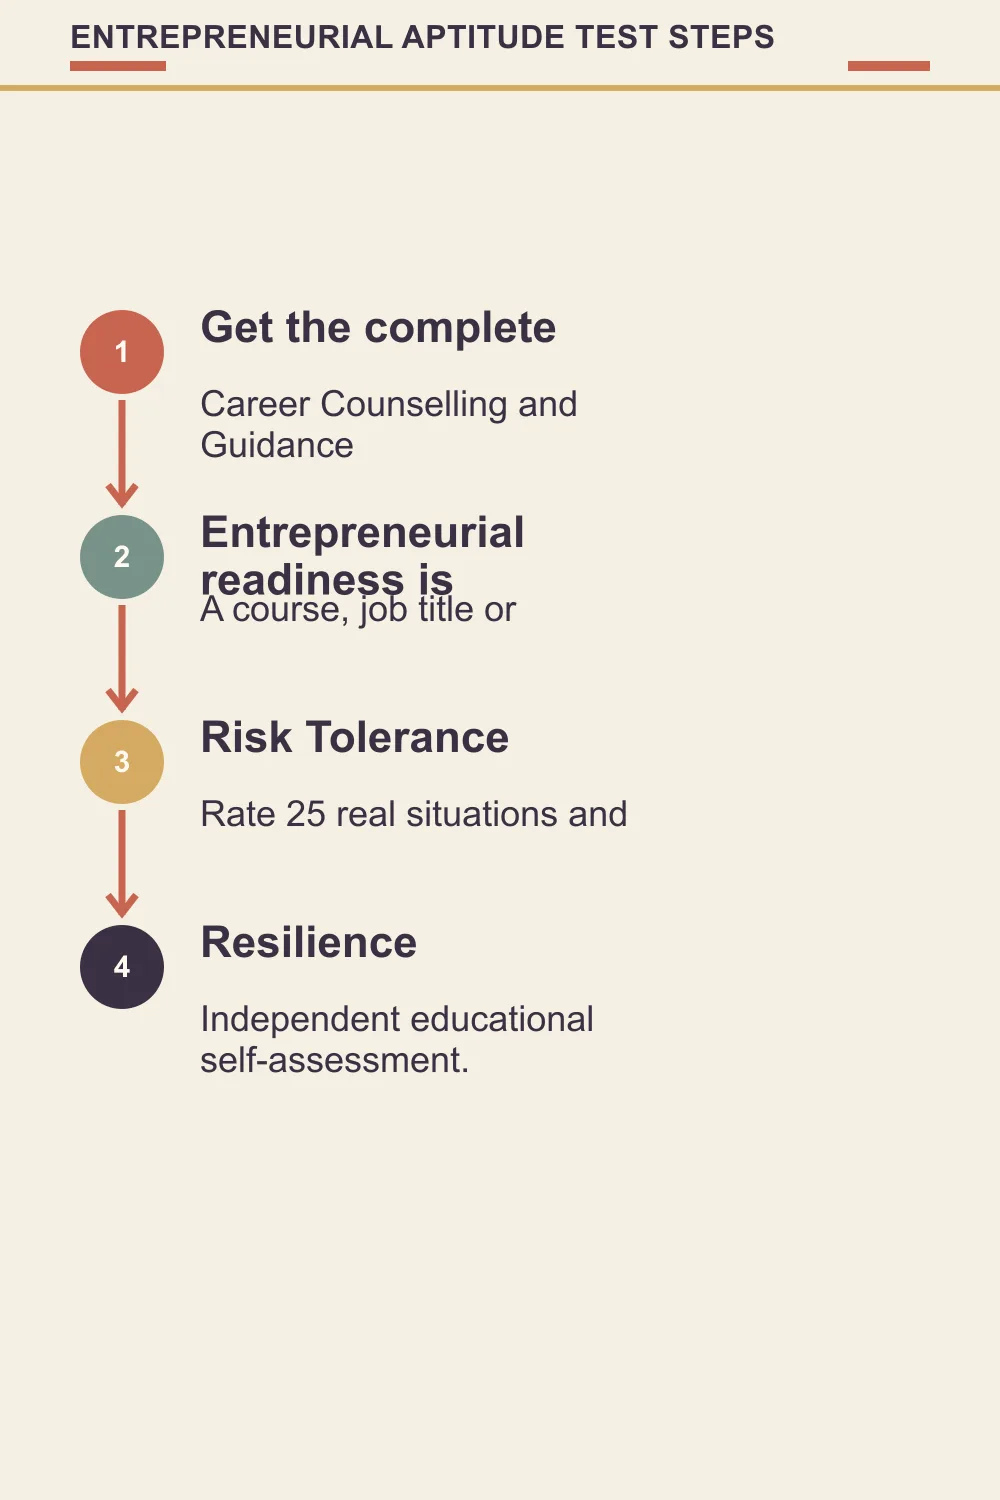 ENTREPRENEURIAL APTITUDE TEST STEPS
1
Get the complete
Career Counselling and
Guidance
2
Entrepreneurial
readiness is
A course, job title or
3
Risk Tolerance
Rate 25 real situations and
4
Resilience
Independent educational
self-assessment.